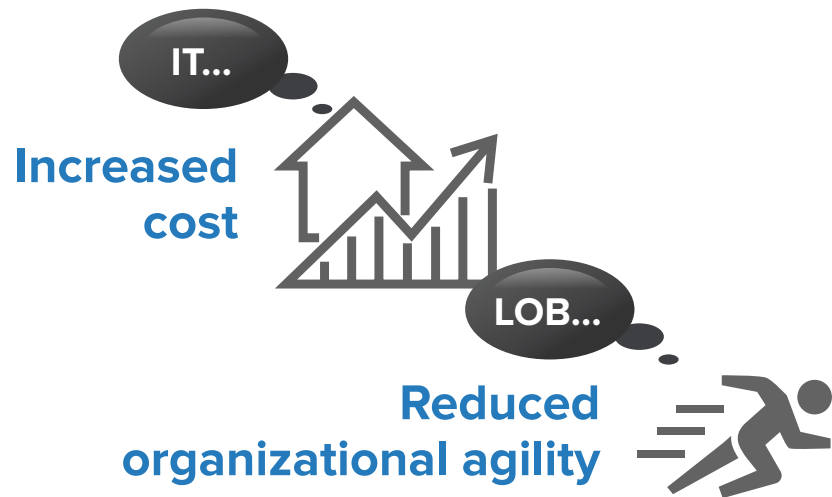 IT...
Increased
cost
LOB...
Reduced
organizational agility